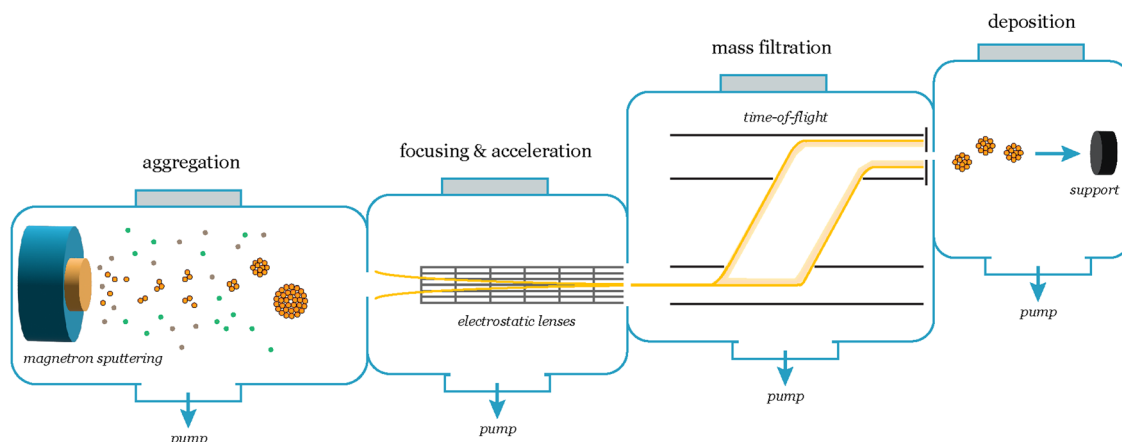 aggregation
magnetron sputtering
pump
focusing & acceleration
electrostatic lenses
pump
mass filtration
time-of-flight
pump
deposition
support
pump